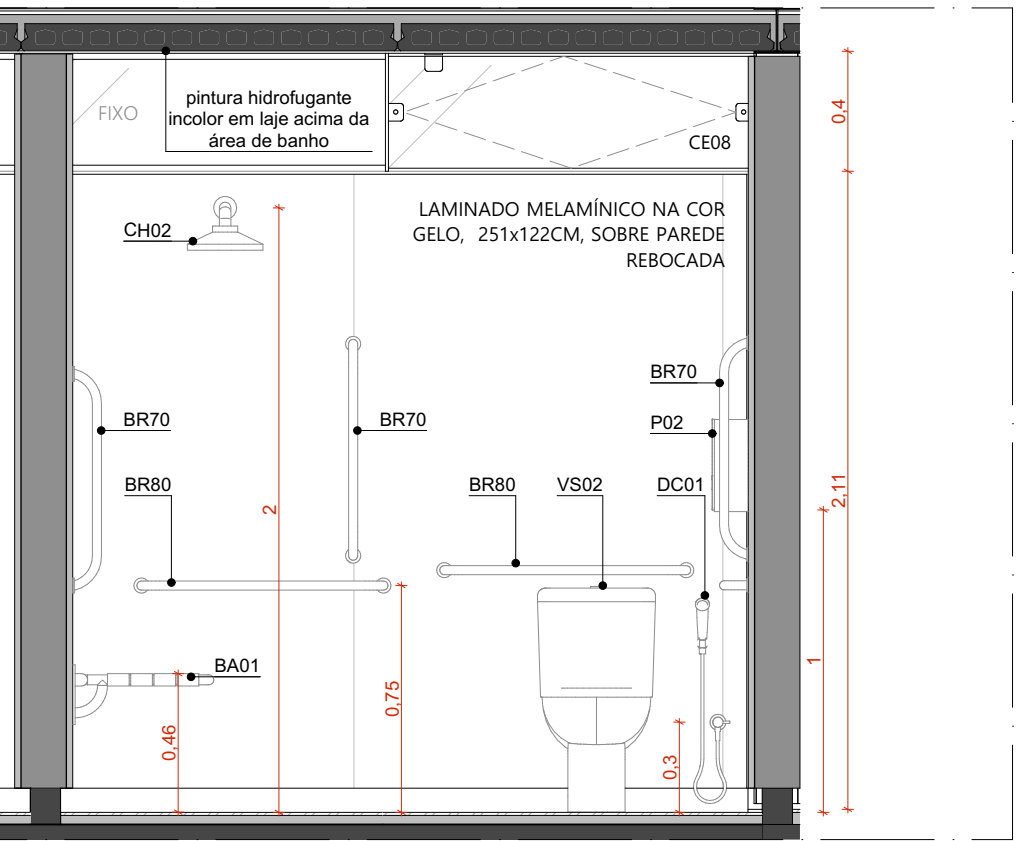 FIXO
pintura hidrofugante
incolor em laje acima da
área de banho
CE08
0,4
CH02
LAMINADO MELAMÍNICO NA COR
GELO, 251x122CM, SOBRE PAREDE
REBOCADA
BR70
BR70
BR70
P02
BR80
BR80
VS02
DC01
2
2,11
BA01
0,46
0,75
0,3
1